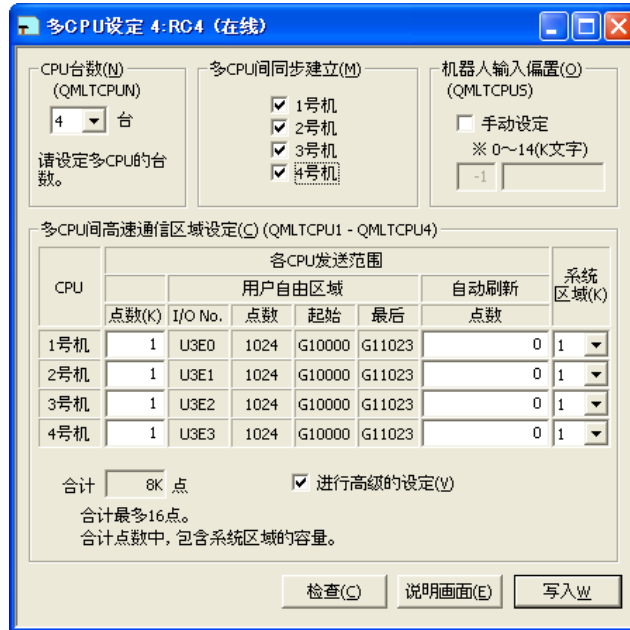 多CPU设定 4:RC4 (在线)
CPU台数(N)
(QMLTCPUN)
4 台
请设定多CPU的台
数。
多CPU间同步建立(M)
1号机
2号机
3号机
4号机
机器人输入偏置(O)
(QMLTCPUS)
手动设定
※ 0～14(K文字)
-1
多CPU间高速通信区域设定(C) (QMLTCPU1 - QMLTCPU4)
CPU 各CPU发送范围 系统
区域(K)
用户自由区域 自动刷新
点数(K) I/O No. 点数 起始 最后 点数
1号机 1 U3E0 1024 G10000 G11023 0 1
2号机 1 U3E1 1024 G10000 G11023 0 1
3号机 1 U3E2 1024 G10000 G11023 0 1
4号机 1 U3E3 1024 G10000 G11023 0 1
合计 8K 点 进行高级的设定(V)
合计最多16点。
合计点数中,包含系统区域的容量。
检查(C) 说明画面(E) 写入W